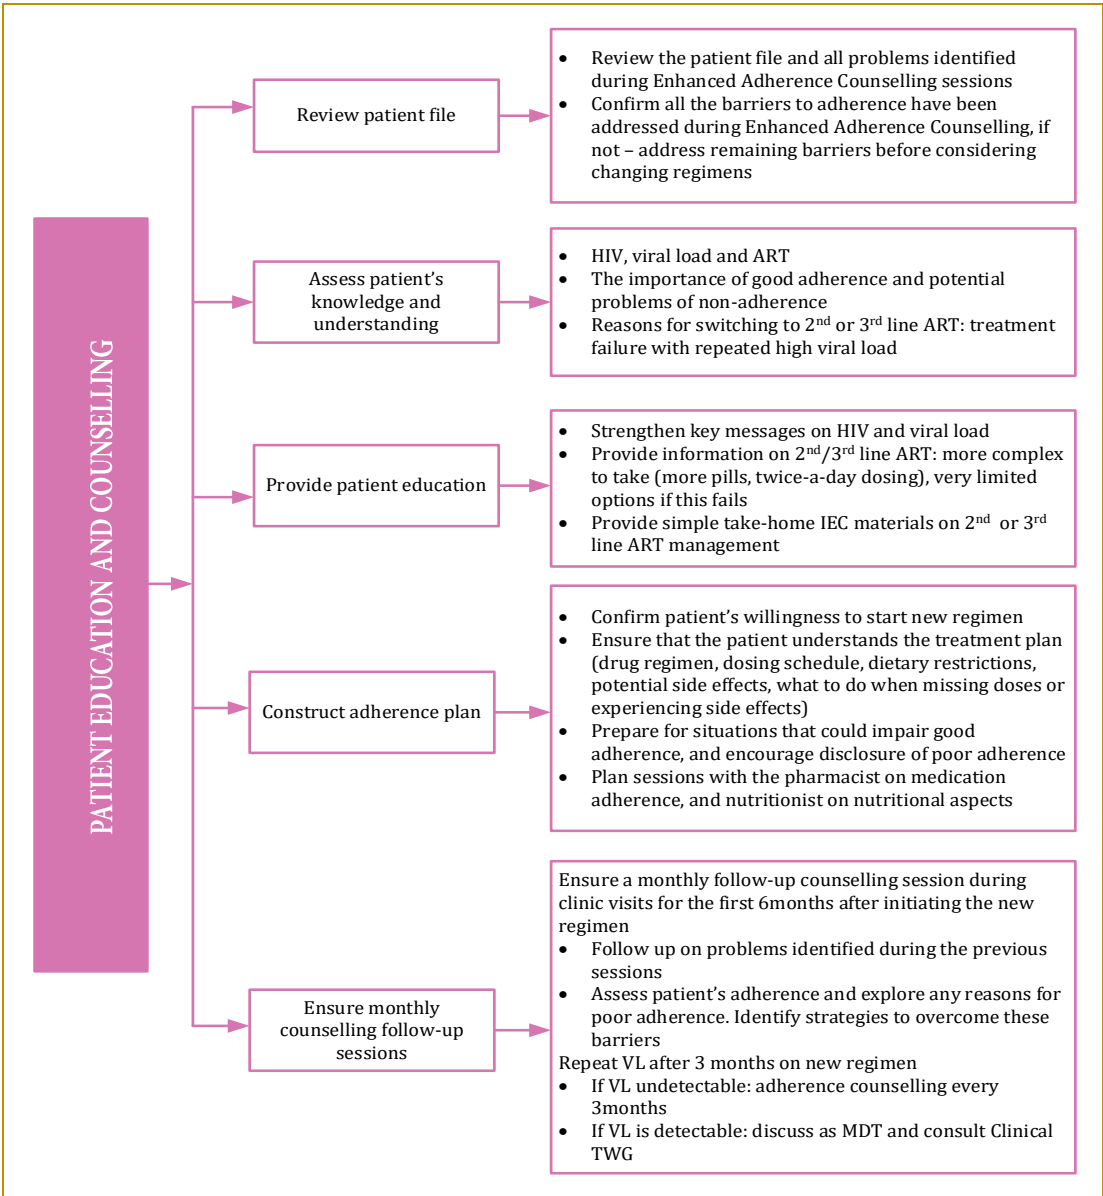 PATIENT EDUCATION AND COUNSELLING
Review patient file
• Review the patient file and all problems identified
during Enhanced Adherence Counselling sessions
• Confirm all the barriers to adherence have been
addressed during Enhanced Adherence Counselling, if
not – address remaining barriers before considering
changing regimens
Assess patient’s
knowledge and
understanding
• HIV, viral load and ART
• The importance of good adherence and potential
problems of non-adherence
• Reasons for switching to 2nd or 3rd line ART: treatment
failure with repeated high viral load
Provide patient education
• Strengthen key messages on HIV and viral load
• Provide information on 2nd/3rd line ART: more complex
to take (more pills, twice-a-day dosing), very limited
options if this fails
• Provide simple take-home IEC materials on 2nd or 3rd
line ART management
Construct adherence plan
• Confirm patient’s willingness to start new regimen
• Ensure that the patient understands the treatment plan
(drug regimen, dosing schedule, dietary restrictions,
potential side effects, what to do when missing doses or
experiencing side effects)
• Prepare for situations that could impair good
adherence, and encourage disclosure of poor adherence
• Plan sessions with the pharmacist on medication
adherence, and nutritionist on nutritional aspects
Ensure monthly
counselling follow-up
sessions
Ensure a monthly follow-up counselling session during
clinic visits for the first 6months after initiating the new
regimen
• Follow up on problems identified during the previous
sessions
• Assess patient’s adherence and explore any reasons for
poor adherence. Identify strategies to overcome these
barriers
Repeat VL after 3 months on new regimen
• If VL undetectable: adherence counselling every
3months
• If VL is detectable: discuss as MDT and consult Clinical
TWG